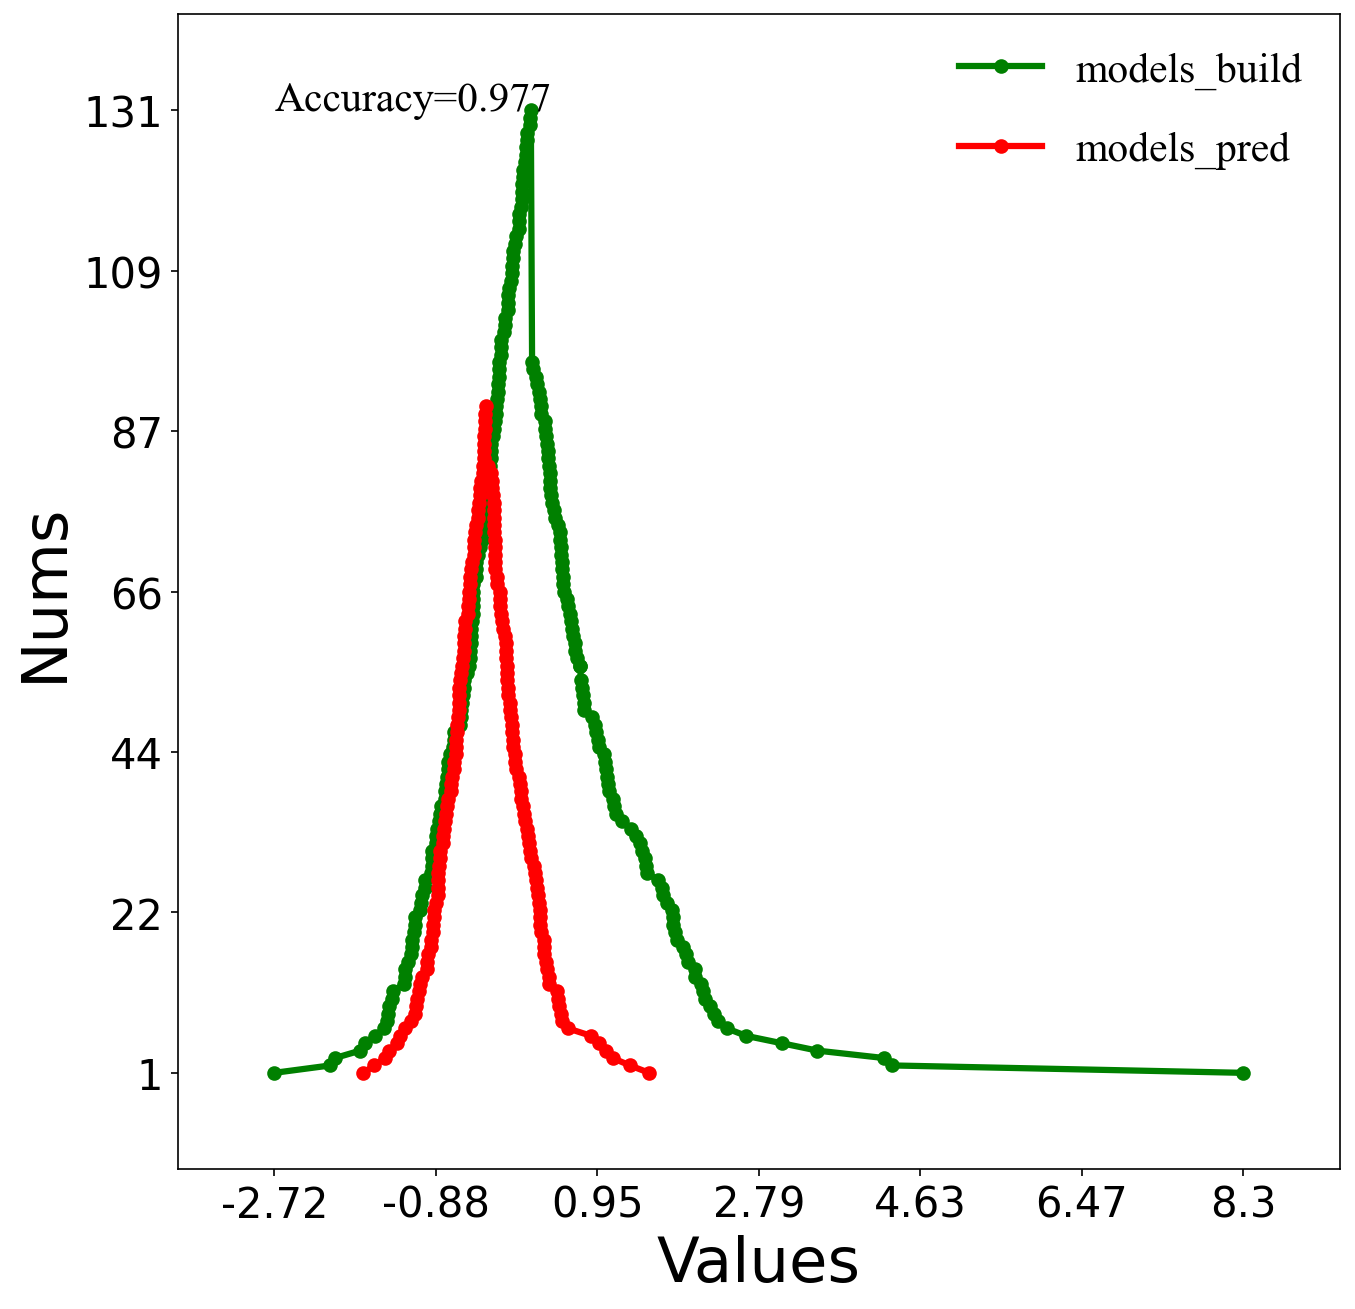 models_build
Accuracy=0.977
131
models_pred
109
87
Nums
66
44
22
1
-2.72 -0.88 0.95 2.79 4.63 6.47 8.3
Values